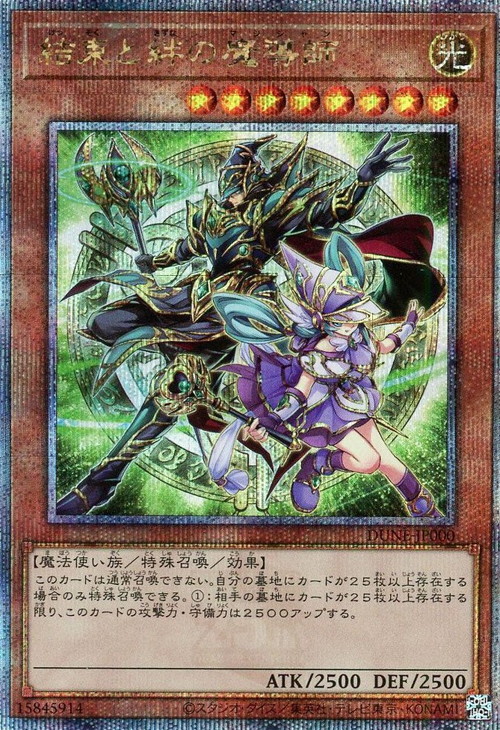 結束と絆の魔導師
光
DUNE-JP000
【魔法使い族／特殊召喚／効果】
このカードは通常召喚できない。自分の墓地にカードが25枚以上存在する
場合のみ特殊召喚できる。①：相手の墓地にカードが25枚以上存在する
限り、このカードの攻撃力・守備力は2500アップする。
ATK/2500 DEF/2500
15845914
©スタジオ・ダイス／集英社・テレビ東京・KONAMI